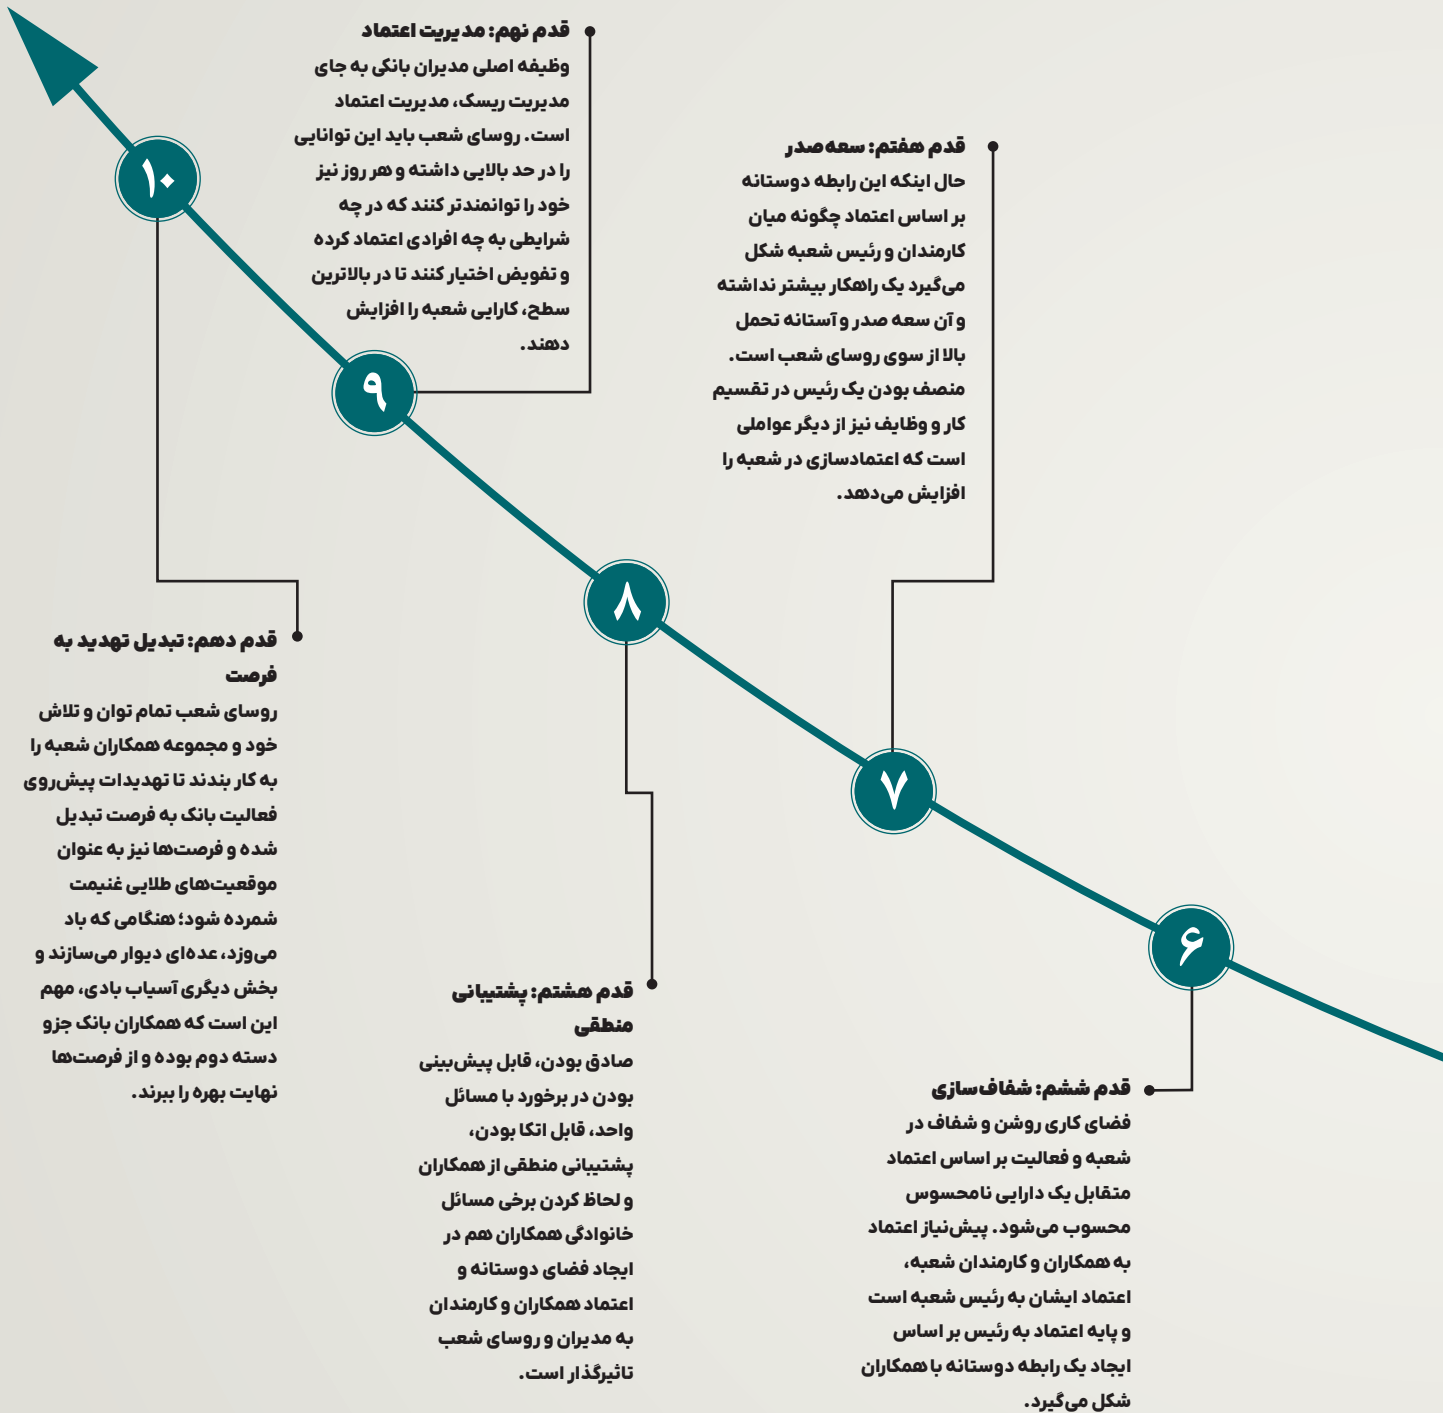 ۶
قدم ششم: شفاف‌سازی
فضای کاری روشن و شفاف در
شعبه و فعالیت بر اساس اعتماد
متقابل یک دارایی نامحسوس
محسوب می‌شود. پیش‌نیاز اعتماد
به همکاران و کارمندان شعبه،
اعتماد ایشان به رئیس شعبه است
و پایه اعتماد به رئیس بر اساس
ایجاد یک رابطه دوستانه با همکاران
شکل می‌گیرد.
۷
قدم هفتم: سعه صدر
حال اینکه این رابطه دوستانه
بر اساس اعتماد چگونه میان
کارمندان و رئیس شعبه شکل
می‌گیرد یک راهکار بیشتر نداشته
و آن سعه صدر و آستانه تحمل
بالا از سوی روسای شعب است.
منصف بودن یک رئیس در تقسیم
کار و وظایف نیز از دیگر عواملی
است که اعتمادسازی در شعبه را
افزایش می‌دهد.
۸
قدم هشتم: پشتیبانی
منطقی
صادق بودن، قابل پیش‌بینی
بودن در برخورد با مسائل
واحد، قابل اتکا بودن،
پشتیبانی منطقی از همکاران
و لحاظ کردن برخی مسائل
خانوادگی همکاران هم در
ایجاد فضای دوستانه و
اعتماد همکاران و کارمندان
به مدیران و روسای شعب
تاثیرگذار است.
۹
قدم نهم: مدیریت اعتماد
وظیفه اصلی مدیران بانکی به جای
مدیریت ریسک، مدیریت اعتماد
است. روسای شعب باید این توانایی
را در حد بالایی داشته و هر روز نیز
خود را توانمندتر کنند که در چه
شرایطی به چه افرادی اعتماد کرده
و تفویض اختیار کنند تا در بالاترین
سطح، کارایی شعبه را افزایش
دهند.
۱۰
قدم دهم: تبدیل تهدید به
فرصت
روسای شعب تمام توان و تلاش
خود و مجموعه همکاران شعبه را
به کار بندند تا تهدیدات پیش‌روی
فعالیت بانک به فرصت تبدیل
شده و فرصت‌ها نیز به عنوان
موقعیت‌های طلایی غنیمت
شمرده شود؛ هنگامی که باد
می‌وزد، عده‌ای دیوار می‌سازند و
بخش دیگری آسیاب بادی، مهم
این است که همکاران بانک جزو
دسته دوم بوده و از فرصت‌ها
نهایت بهره را ببرند.